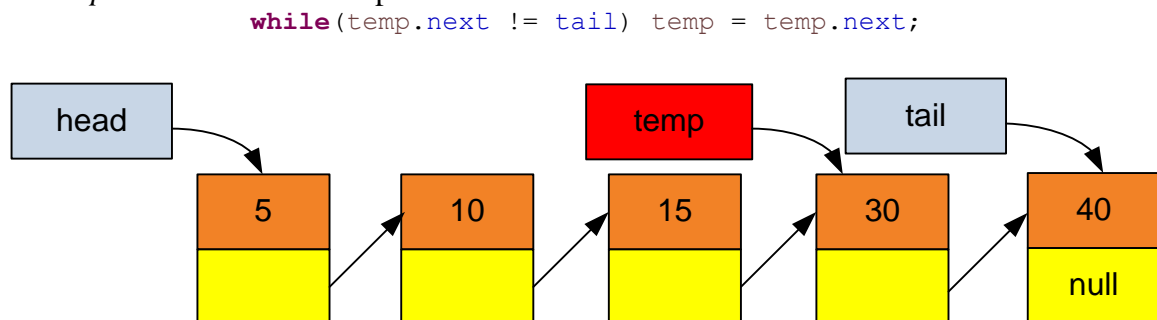 while(temp.next != tail) temp = temp.next;
head
temp
tail
5
10
15
30
40
null